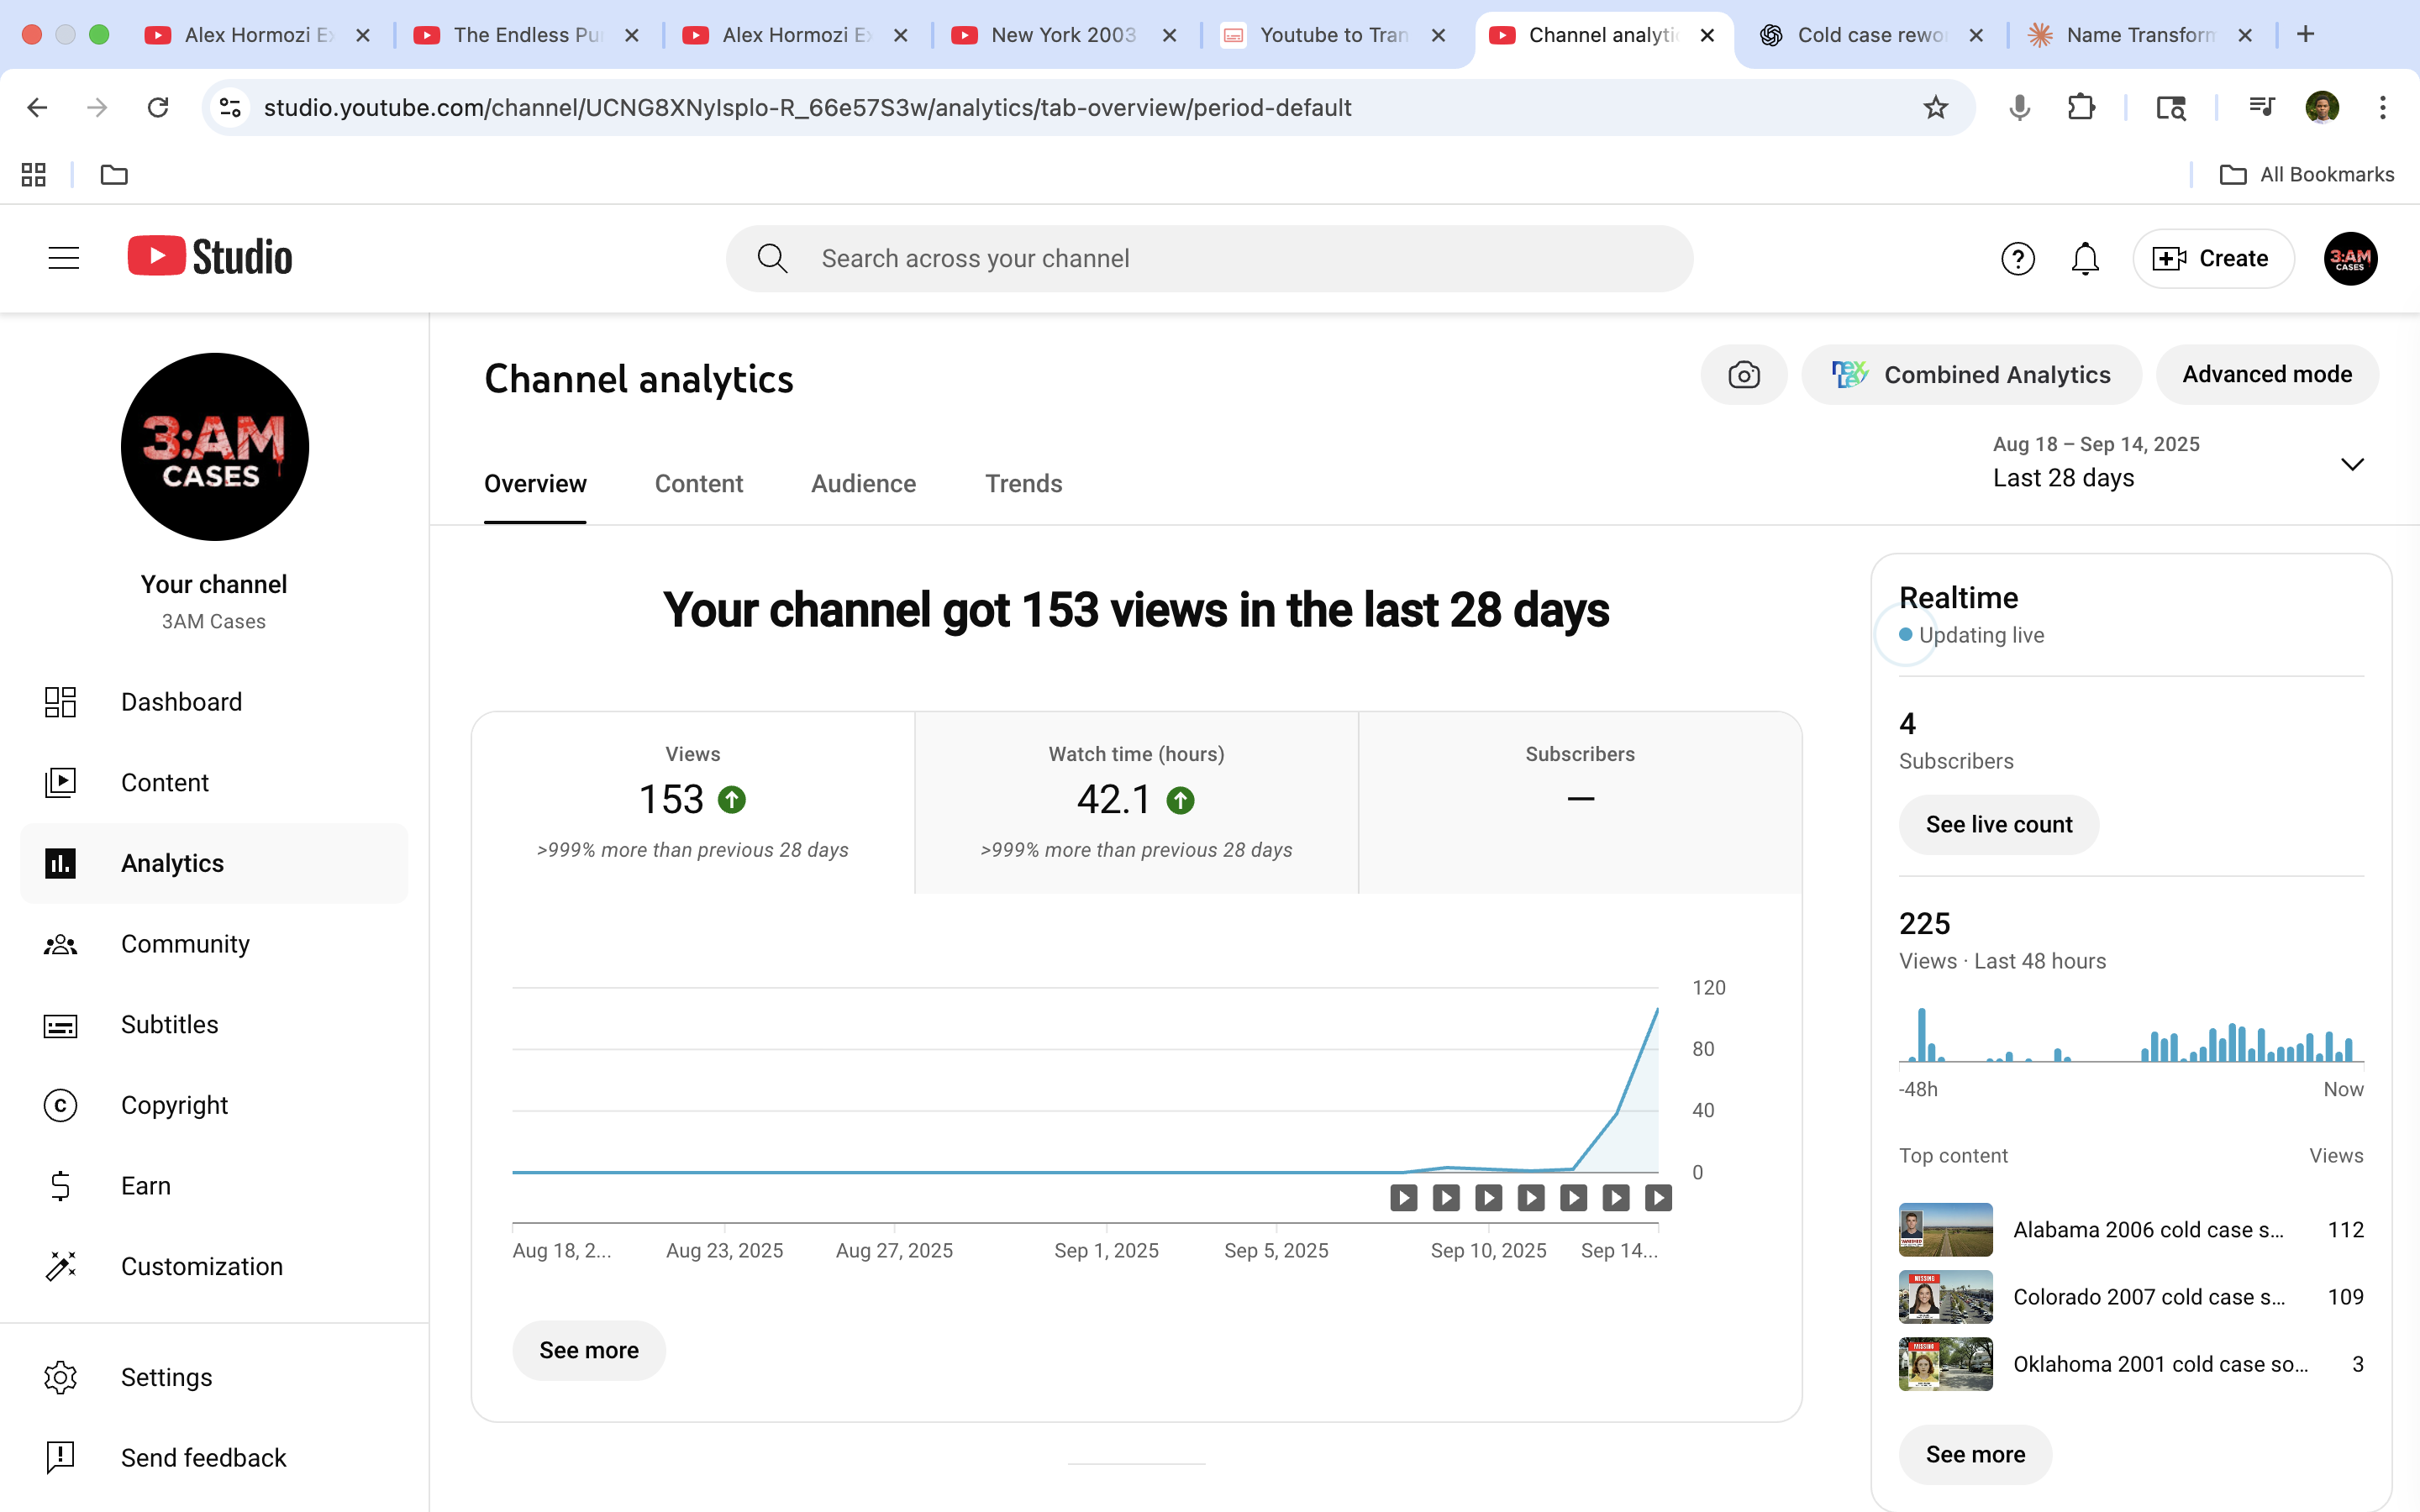 Alex Hormozi Ex
The Endless Pu
Alex Hormozi Ex
New York 2003
Youtube to Tran
Channel analytic
Cold case rewo
Name Transform
studio.youtube.com/channel/UCNG8XNyIsplo-R_66e57S3w/analytics/tab-overview/period-default
All Bookmarks
Studio
Search across your channel
Create
3:AM
CASES
3:AM
CASES
Your channel
3AM Cases
Dashboard
Content
Analytics
Community
Subtitles
Copyright
Earn
Customization
Settings
Send feedback
Channel analytics
Combined Analytics
Advanced mode
Overview
Content
Audience
Trends
Aug 18 – Sep 14, 2025
Last 28 days
Your channel got 153 views in the last 28 days
Views
153
>999% more than previous 28 days
Watch time (hours)
42.1
>999% more than previous 28 days
Subscribers
—
120
80
40
0
Aug 18, 2...
Aug 23, 2025
Aug 27, 2025
Sep 1, 2025
Sep 5, 2025
Sep 10, 2025
Sep 14...
See more
Realtime
Updating live
4
Subscribers
See live count
225
Views · Last 48 hours
-48h
Now
Top content
Views
Alabama 2006 cold case s...
112
MISSING
Colorado 2007 cold case s...
109
MISSING
Oklahoma 2001 cold case so...
3
See more